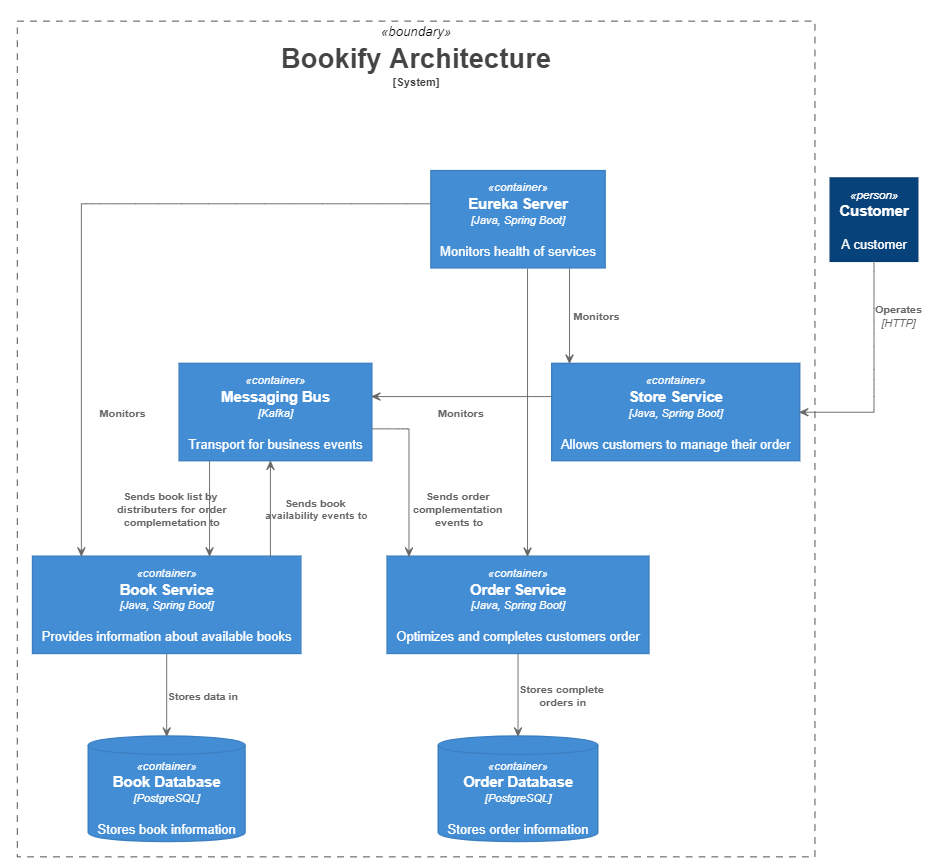 «boundary»
Bookify Architecture
[System]
«container»
Eureka Server
[Java, Spring Boot]
Monitors health of services
«person»
Customer
A customer
Operates
[HTTP]
Monitors
«container»
Messaging Bus
[Kafka]
Transport for business events
«container»
Store Service
[Java, Spring Boot]
Allows customers to manage their order
Monitors
Monitors
Sends book list by
distributers for order
complemetation to
Sends book
availability events to
Sends order
complementation
events to
«container»
Book Service
[Java, Spring Boot]
Provides information about available books
«container»
Order Service
[Java, Spring Boot]
Optimizes and completes customers order
Stores data in
Stores complete
orders in
«container»
Book Database
[PostgreSQL]
Stores book information
«container»
Order Database
[PostgreSQL]
Stores order information